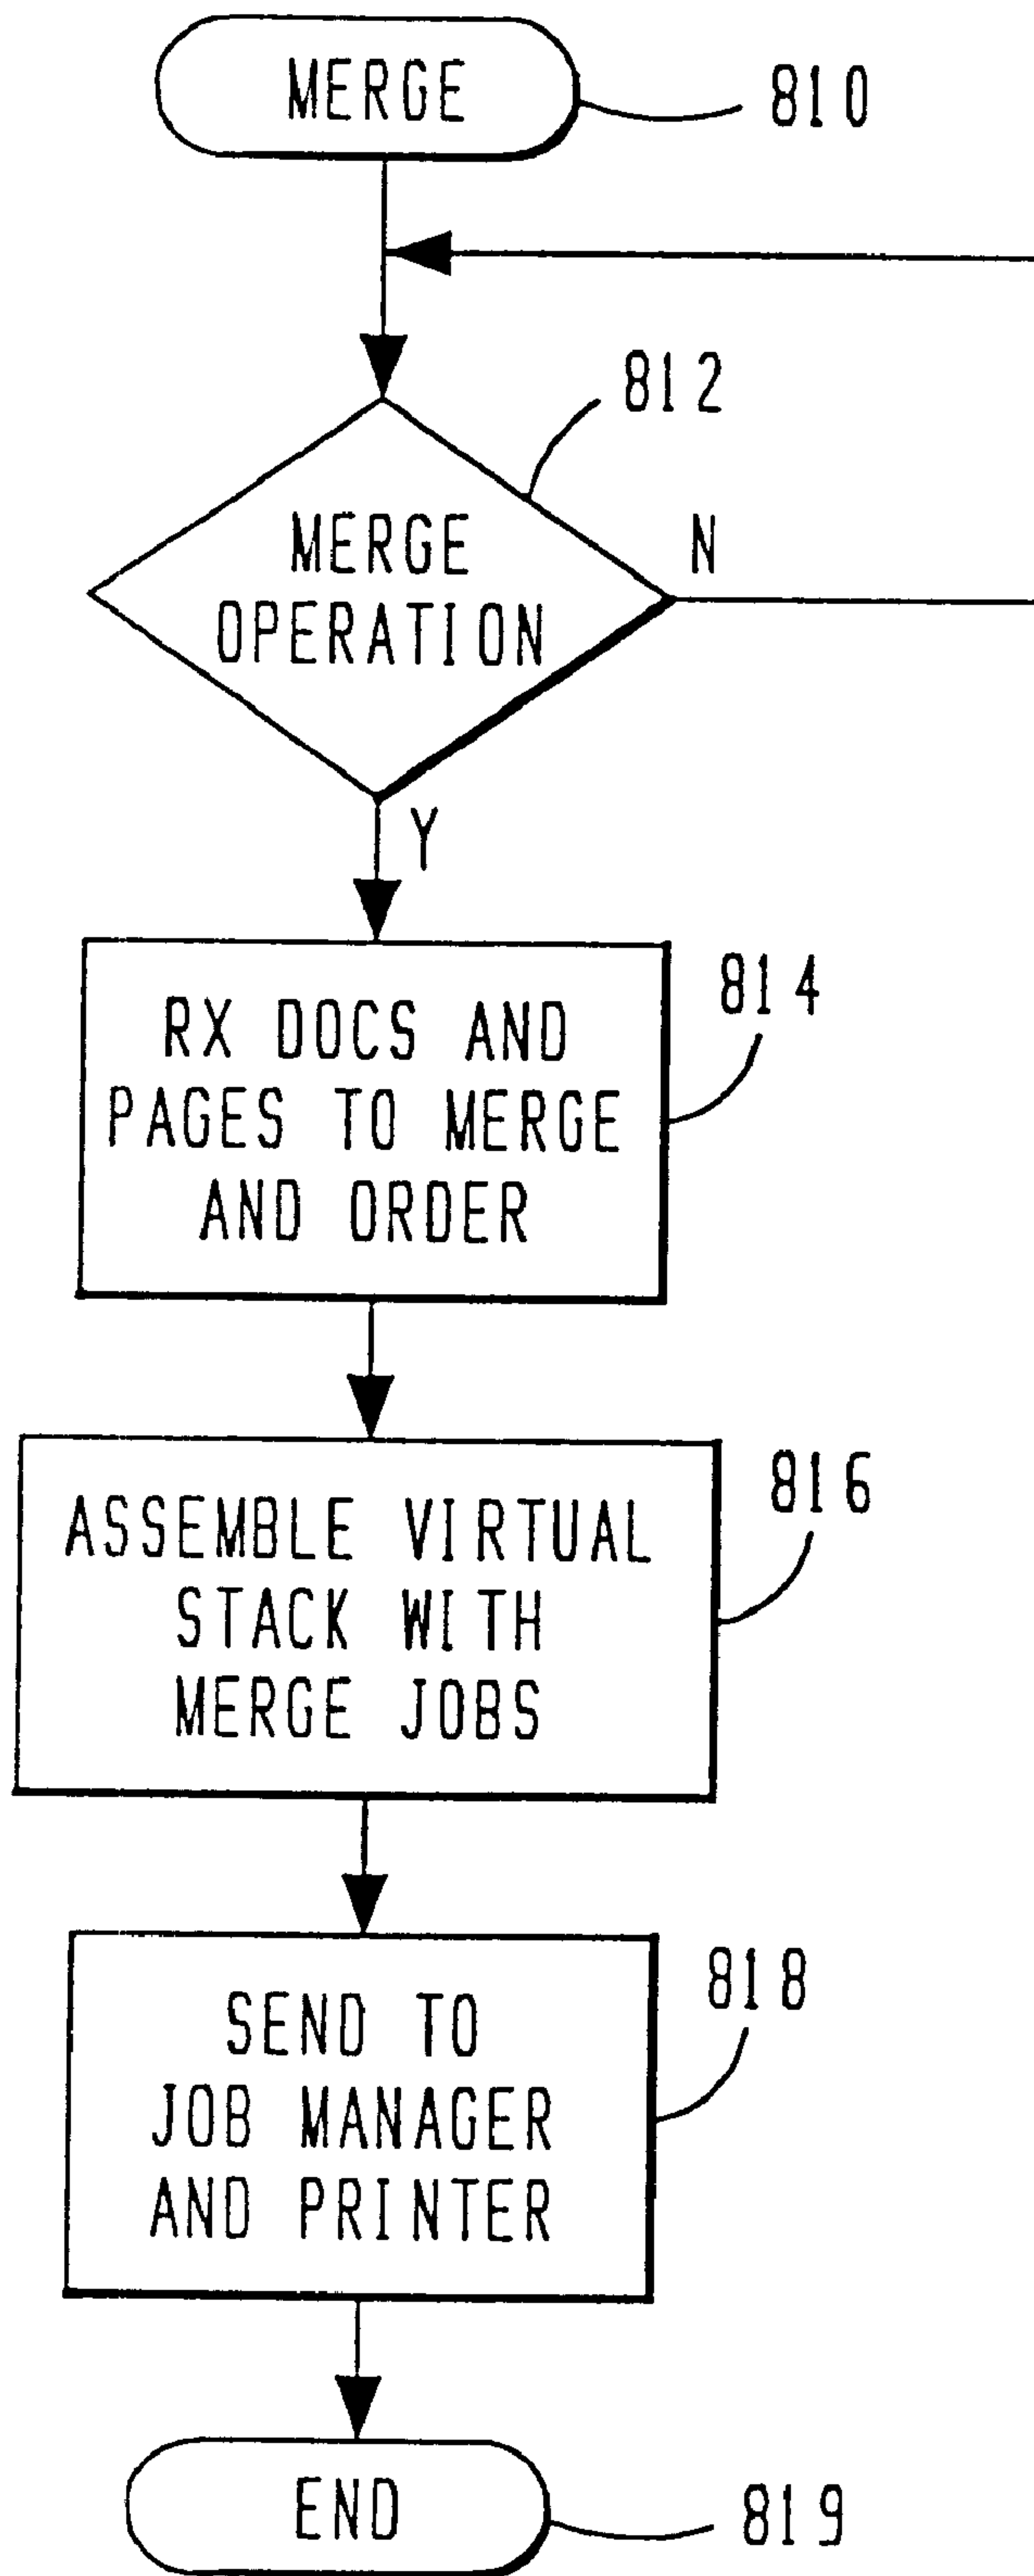 MERGE
810
812
MERGE
OPERATION
N
Y
814
RX DOCS AND
PAGES TO MERGE
AND ORDER
816
ASSEMBLE VIRTUAL
STACK WITH
MERGE JOBS
818
SEND TO
JOB MANAGER
AND PRINTER
END
819